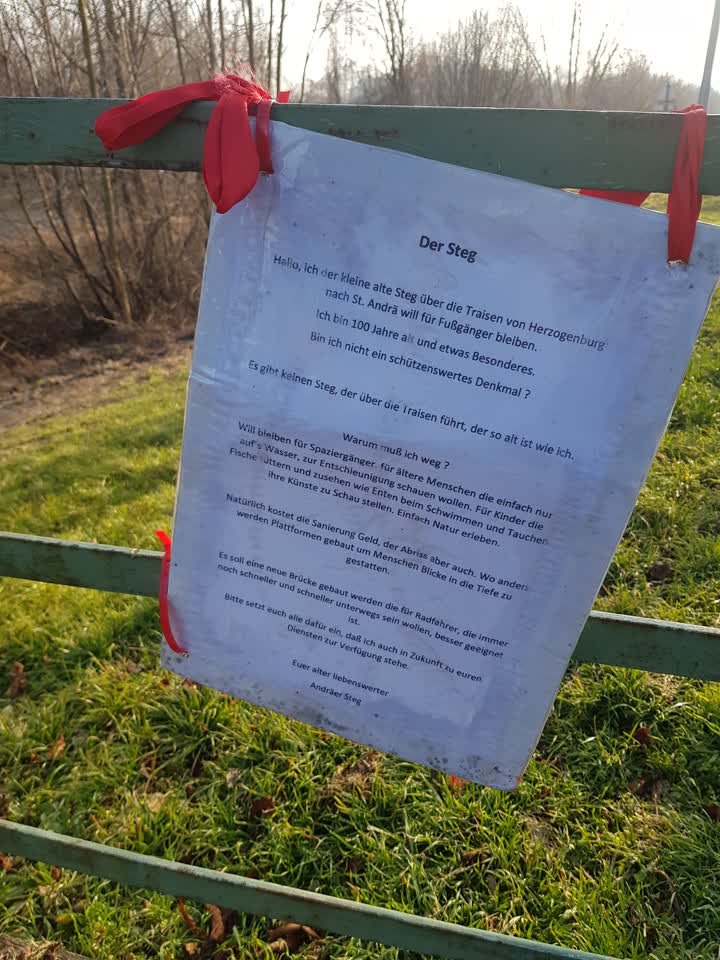 Der Steg
Hallo, ich der kleine alte Steg über die Traisen von Herzogenburg
nach St. Andrä will für Fußgänger bleiben.
Ich bin 100 Jahre alt und etwas Besonderes.
Bin ich nicht ein schützenswertes Denkmal ?
Es gibt keinen Steg, der über die Traisen führt, der so alt ist wie ich.
Warum muß ich weg ?
Will bleiben für Spaziergänger. für ältere Menschen die einfach nur
auf's Wasser, zur Entschleunigung schauen wollen. Für Kinder die
Fische füttern und zusehen wie Enten beim Schwimmen und Tauchen
ihre Künste zu Schau stellen. Einfach Natur erleben.
Natürlich kostet die Sanierung Geld, der Abriss aber auch. Wo anders
werden Plattformen gebaut um Menschen Blicke in die Tiefe zu
gestatten.
Es soll eine neue Brücke gebaut werden die für Radfahrer, die immer
noch schneller und schneller unterwegs sein wollen, besser geeignet
ist.
Bitte setzt euch alle dafür ein, daß ich auch in Zukunft zu euren
Diensten zur Verfügung stehe.
Euer alter liebenswerter
Andräer Steg